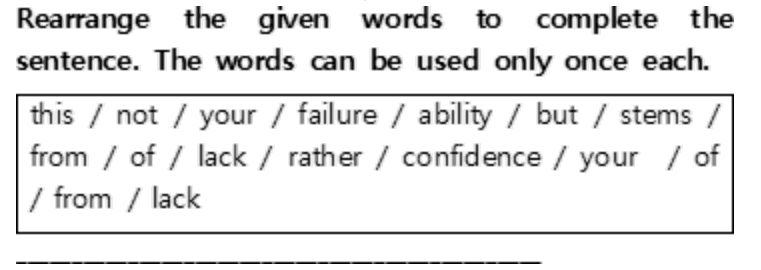 Rearrange the given words to complete the
sentence. The words can be used only once each.
this / not / your / failure / ability / but / stems /
from / of / lack / rather / confidence / your / of
/ from / lack